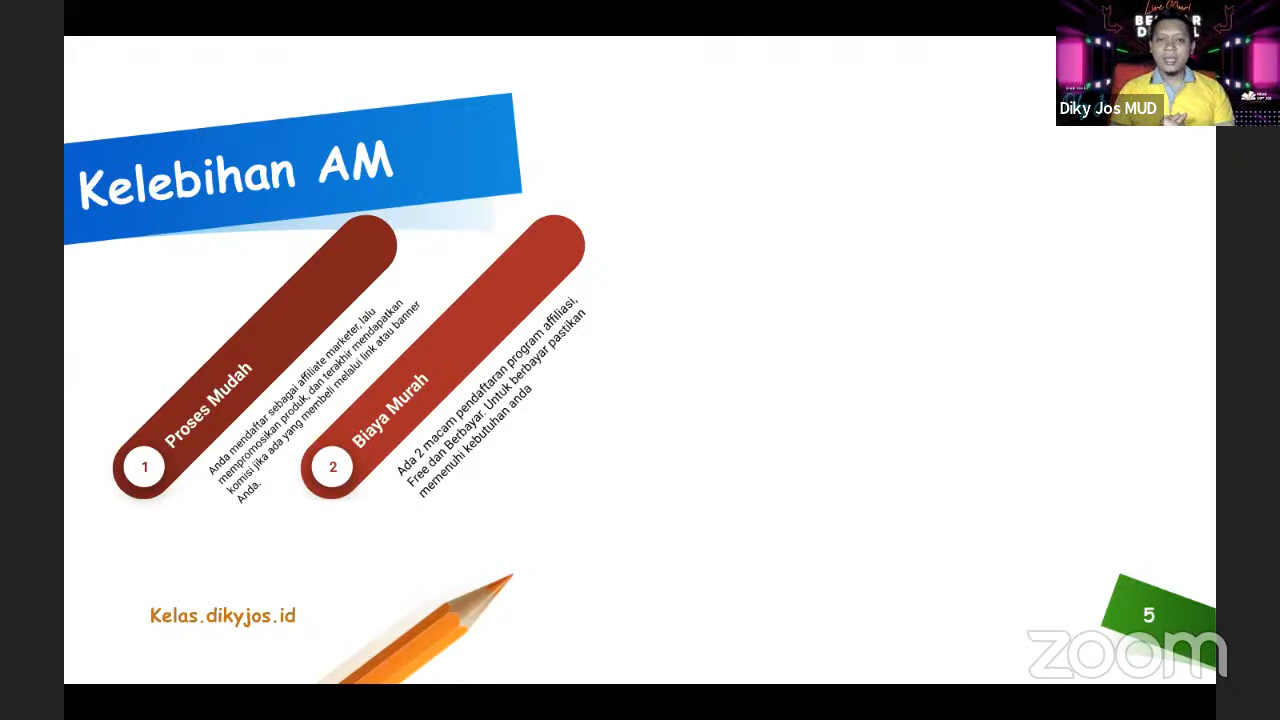 Live Mari
Diky Jos MUD
Kelebihan AM
1
Proses Mudah
Anda mendaftar sebagai affiliate marketer, lalu
mempromosikan produk, dan terakhir mendapatkan
komisi jika ada yang membeli melalui link atau banner
Anda.
2
Biaya Murah
Ada 2 macam pendaftaran program affiliasi,
Free dan Berbayar. Untuk berbayar pastikan
memenuhi kebutuhan anda
Kelas.dikyjos.id
5
zoom